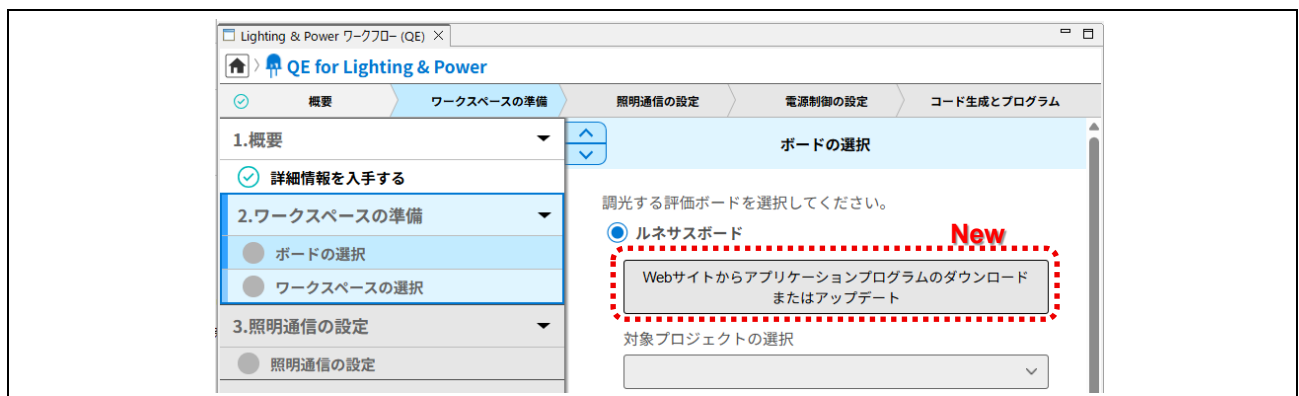 Lighting & Power ワークフロー (QE)
QE for Lighting & Power
概要
ワークスペースの準備
照明通信の設定
電源制御の設定
コード生成とプログラム
1.概要
詳細情報を入手する
2.ワークスペースの準備
ボードの選択
ワークスペースの選択
3.照明通信の設定
照明通信の設定
ボードの選択
調光する評価ボードを選択してください。
ルネサスボード
New
Webサイトからアプリケーションプログラムのダウンロード
またはアップデート
対象プロジェクトの選択